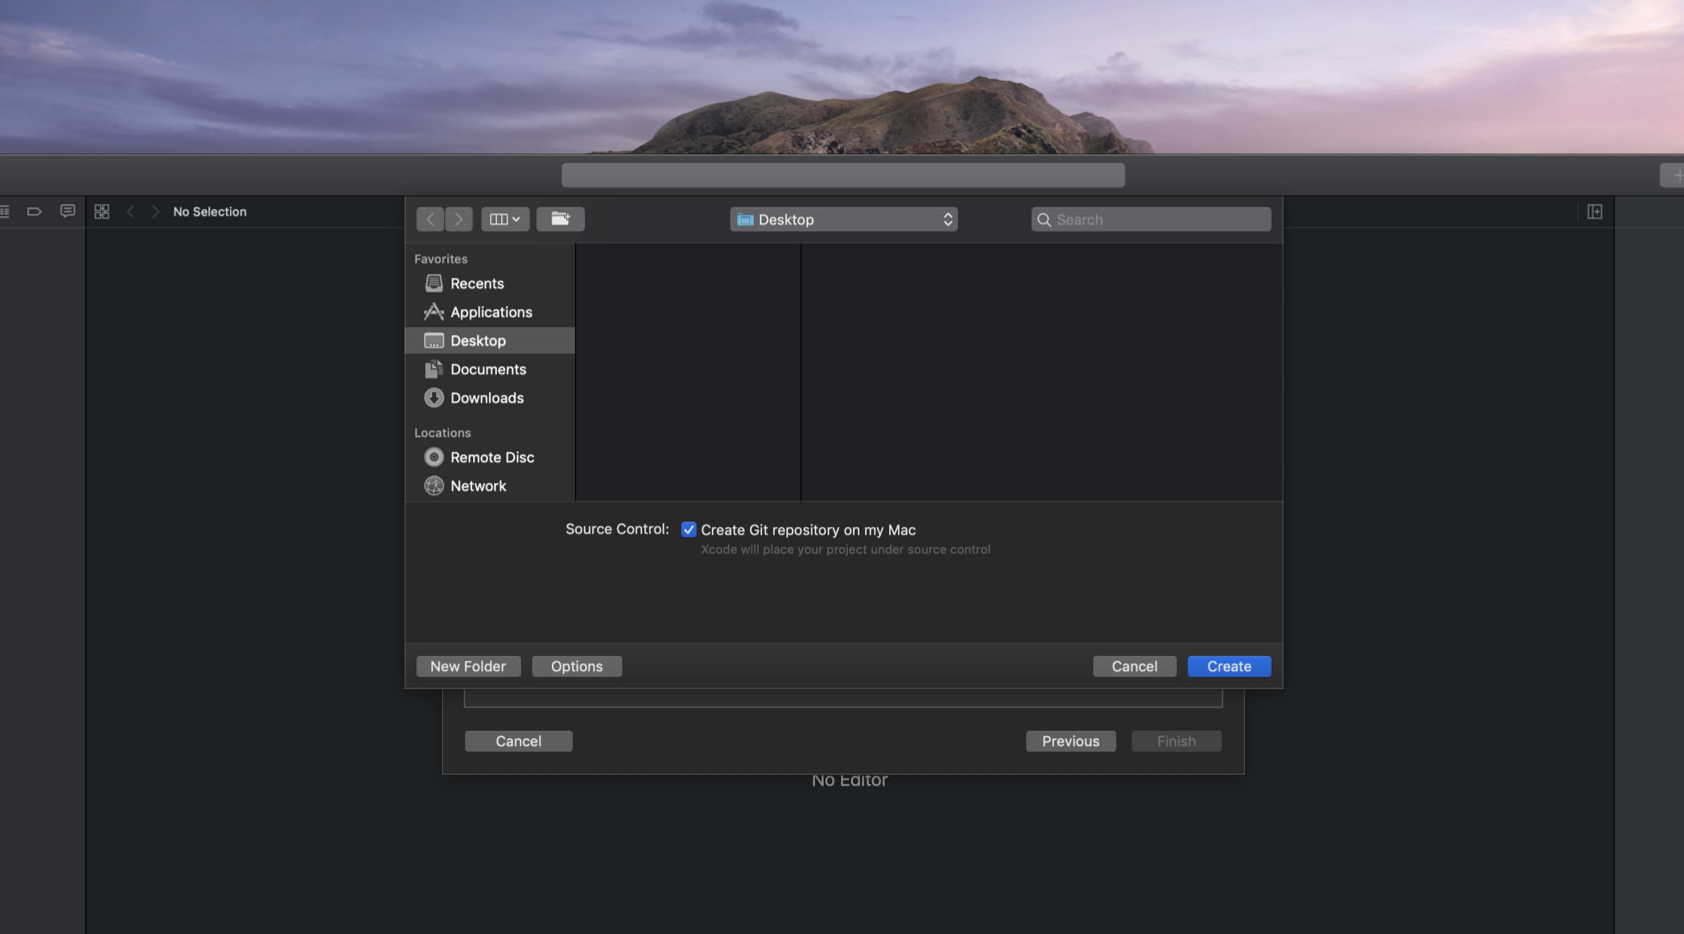 No Selection
Desktop
Search
Favorites
Recents
Applications
Desktop
Documents
Downloads
Locations
Remote Disc
Network
Source Control: Create Git repository on my Mac
Xcode will place your project under source control
New Folder Options Cancel Create
Cancel Previous Finish
No Editor